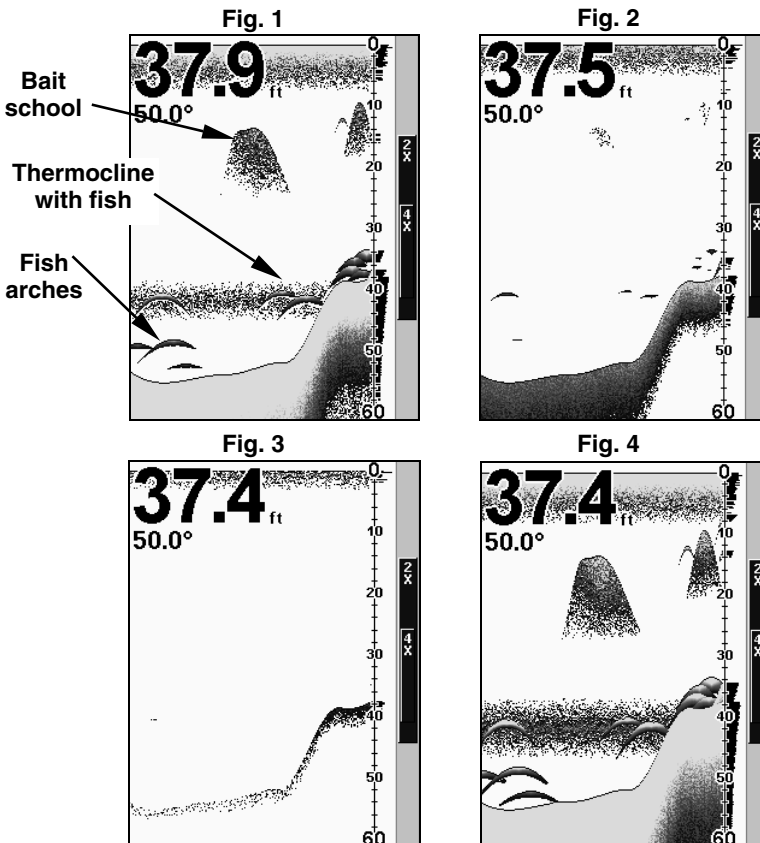 Fig. 1
37.9 ft
50.0°
Bait
school
Thermocline
with fish
Fish
arches
0
10
20
30
40
50
60
2X
4X
Fig. 2
37.5 ft
50.0°
0
10
20
30
40
50
60
2X
4X
Fig. 3
37.4 ft
50.0°
0
10
20
30
40
50
60
2X
4X
Fig. 4
37.4 ft
50.0°
0
10
20
30
40
50
60
2X
4X